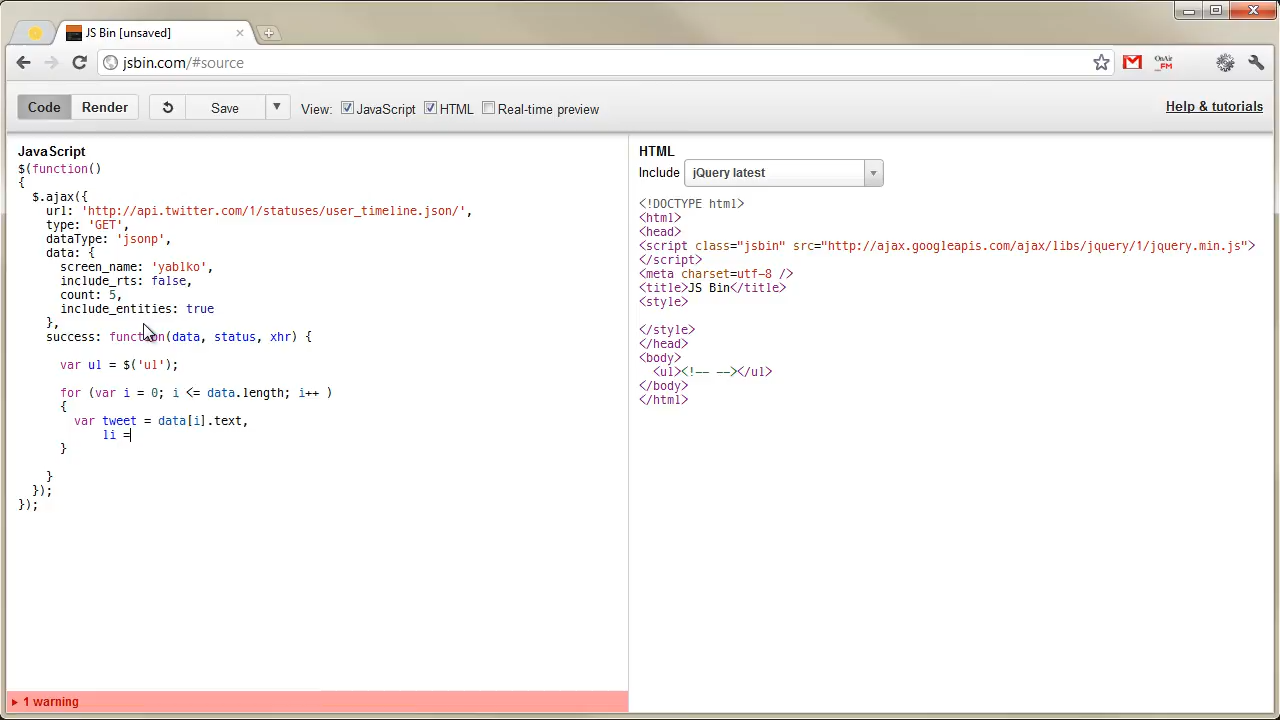 JS Bin [unsaved]
jsbin.com/#source
OnAir
_FM
Code
Render
Save
View:
JavaScript
HTML
Real-time preview
Help & tutorials
JavaScript
$(function()
{
  $.ajax({
    url: 'http://api.twitter.com/1/statuses/user_timeline.json/',
    type: 'GET',
    dataType: 'jsonp',
    data: {
      screen_name: 'yablko',
      include_rts: false,
      count: 5,
      include_entities: true
    },
    success: function(data, status, xhr) {
      var ul = $('ul');
      for (var i = 0; i <= data.length; i++ )
      {
        var tweet = data[i].text,
            li =
      }
    }
  });
});
1 warning
HTML
Include
jQuery latest
<!DOCTYPE html>
<html>
<head>
<script class="jsbin" src="http://ajax.googleapis.com/ajax/libs/jquery/1/jquery.min.js">
</script>
<meta charset=utf-8 />
<title>JS Bin</title>
<style>
</style>
</head>
<body>
  <ul><!-- --></ul>
</body>
</html>